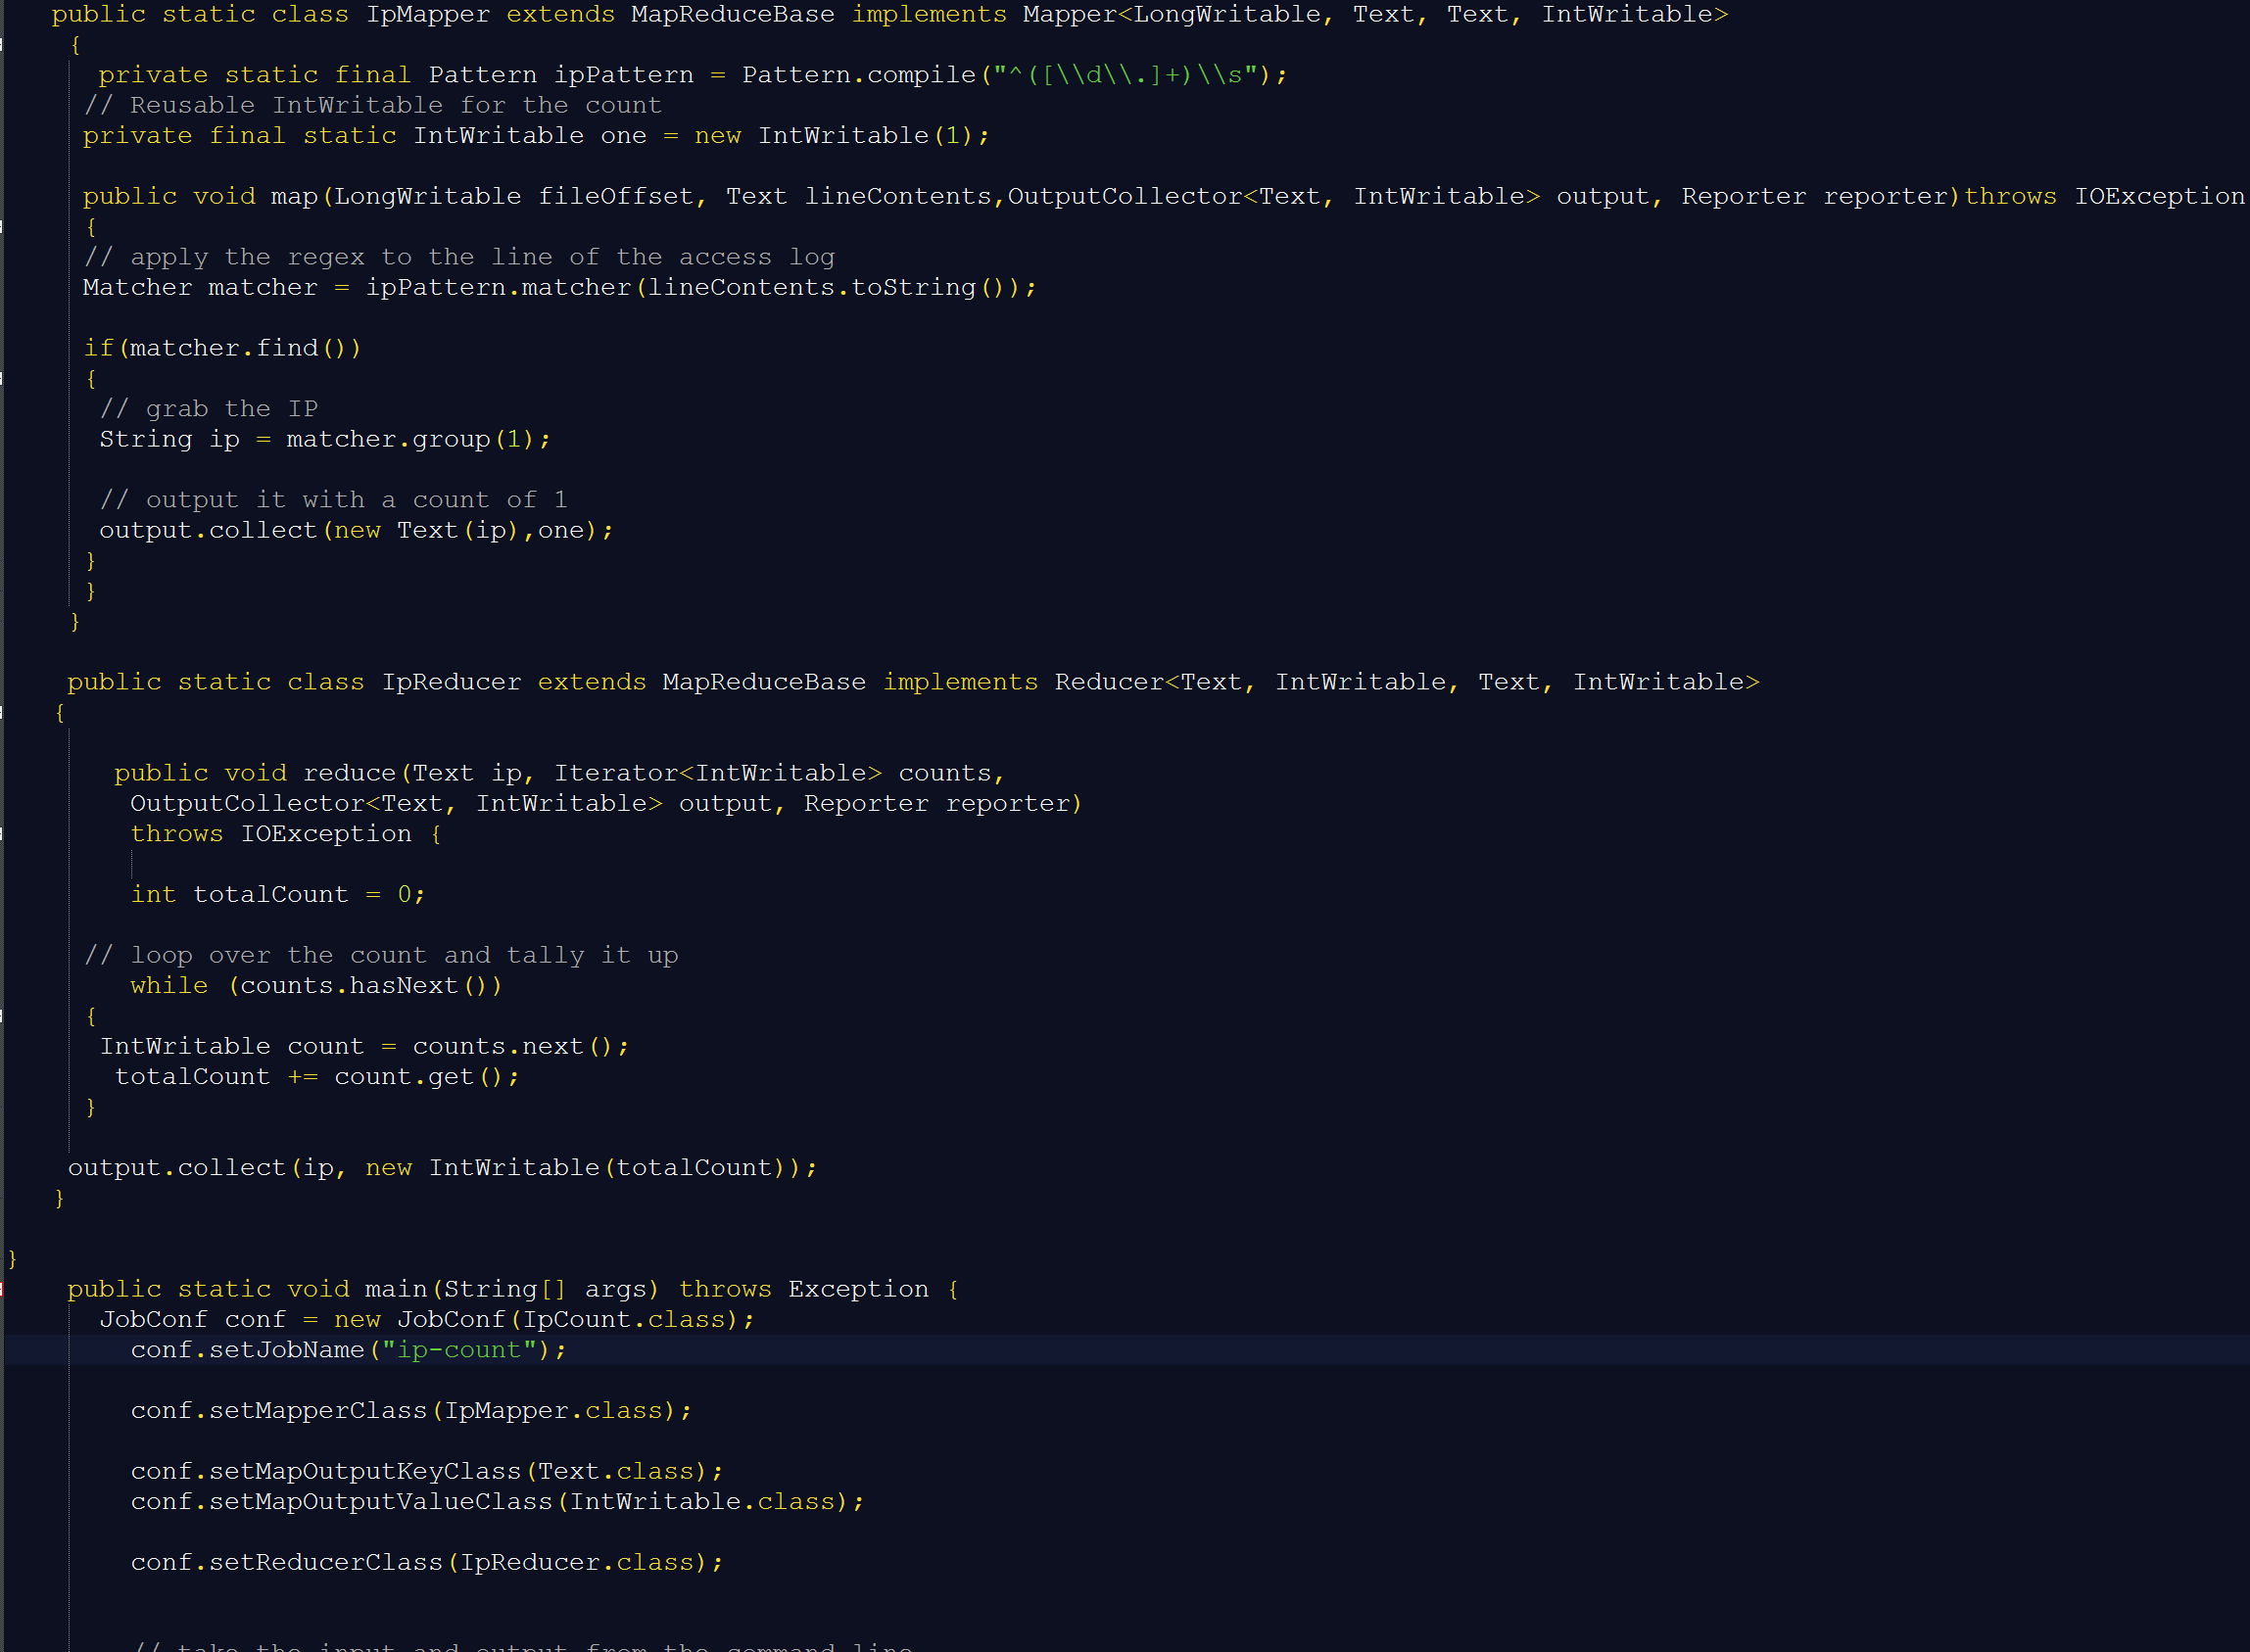 public static class IpMapper extends MapReduceBase implements Mapper<LongWritable, Text, Text, IntWritable>
{
private static final Pattern ipPattern = Pattern.compile("^([\\d\\.]+)\\s");
// Reusable IntWritable for the count
private final static IntWritable one = new IntWritable(1);
public void map(LongWritable fileOffset, Text lineContents,OutputCollector<Text, IntWritable> output, Reporter reporter)throws IOException
{
// apply the regex to the line of the access log
Matcher matcher = ipPattern.matcher(lineContents.toString());
if(matcher.find())
{
// grab the IP
String ip = matcher.group(1);
// output it with a count of 1
output.collect(new Text(ip),one);
}
}
}
public static class IpReducer extends MapReduceBase implements Reducer<Text, IntWritable, Text, IntWritable>
{
public void reduce(Text ip, Iterator<IntWritable> counts,
OutputCollector<Text, IntWritable> output, Reporter reporter)
throws IOException {
int totalCount = 0;
// loop over the count and tally it up
while (counts.hasNext())
{
IntWritable count = counts.next();
totalCount += count.get();
}
output.collect(ip, new IntWritable(totalCount));
}
}
public static void main(String[] args) throws Exception {
JobConf conf = new JobConf(IpCount.class);
conf.setJobName("ip-count");
conf.setMapperClass(IpMapper.class);
conf.setMapOutputKeyClass(Text.class);
conf.setMapOutputValueClass(IntWritable.class);
conf.setReducerClass(IpReducer.class);
// take the input and output from the command line